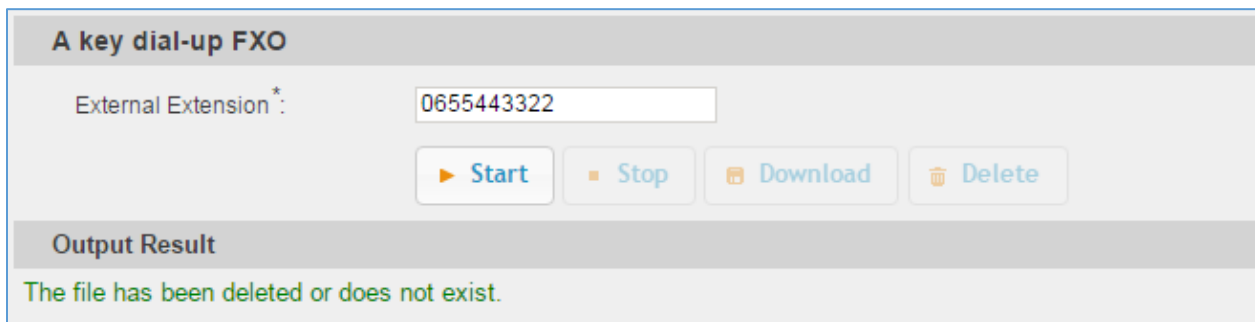 A key dial-up FXO
External Extension*: 0655443322
Start Stop Download Delete
Output Result
The file has been deleted or does not exist.